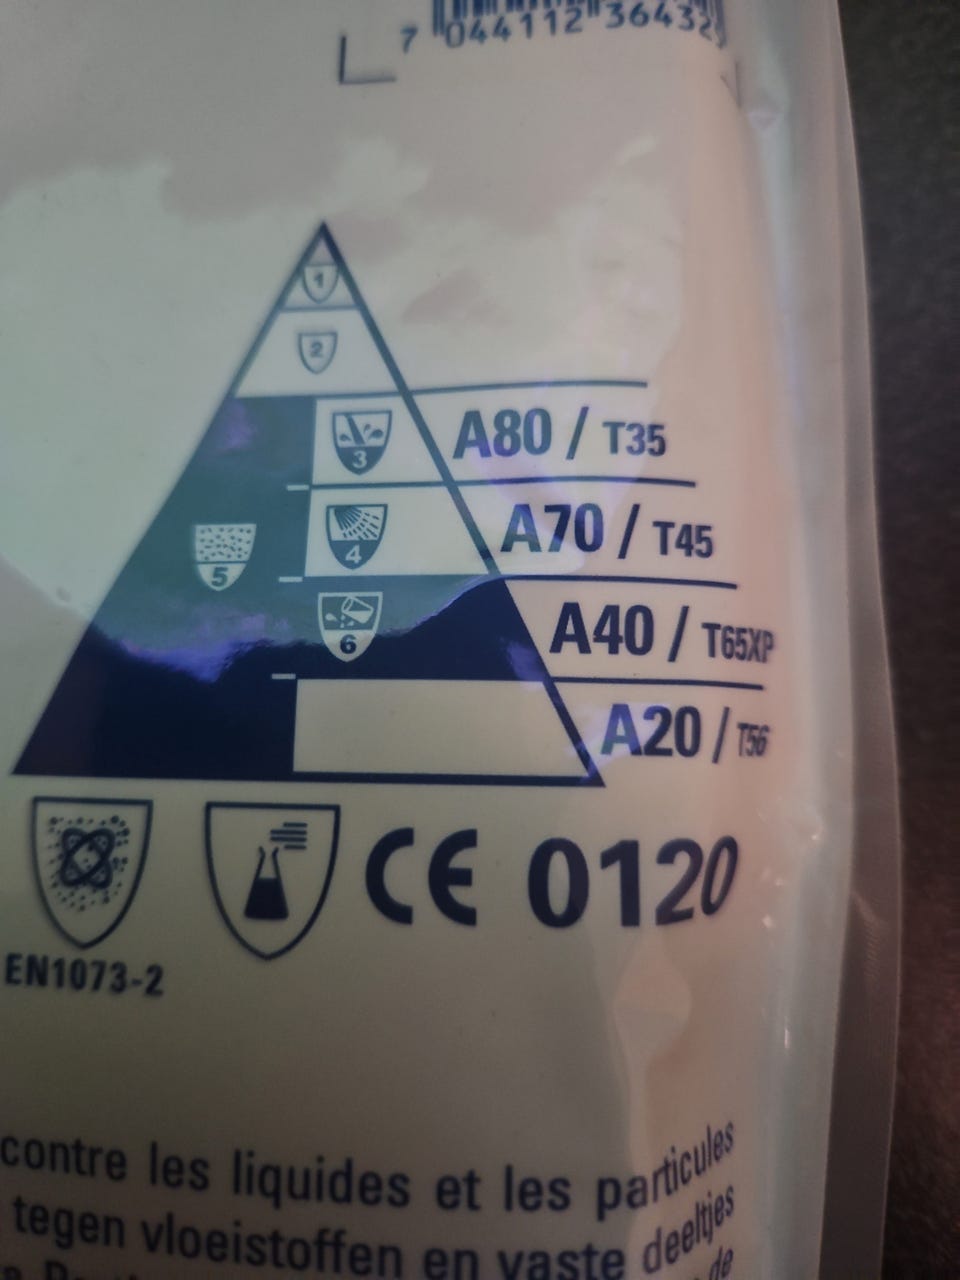 7 044112 36432
1
2
3
A80 / T35
A70 / T45
4
5
A40 / T65XP
6
A20 / T56
CE 0120
EN1073-2
contre les liquides et les particules
tegen vloeistoffen en vaste deeltjes
de